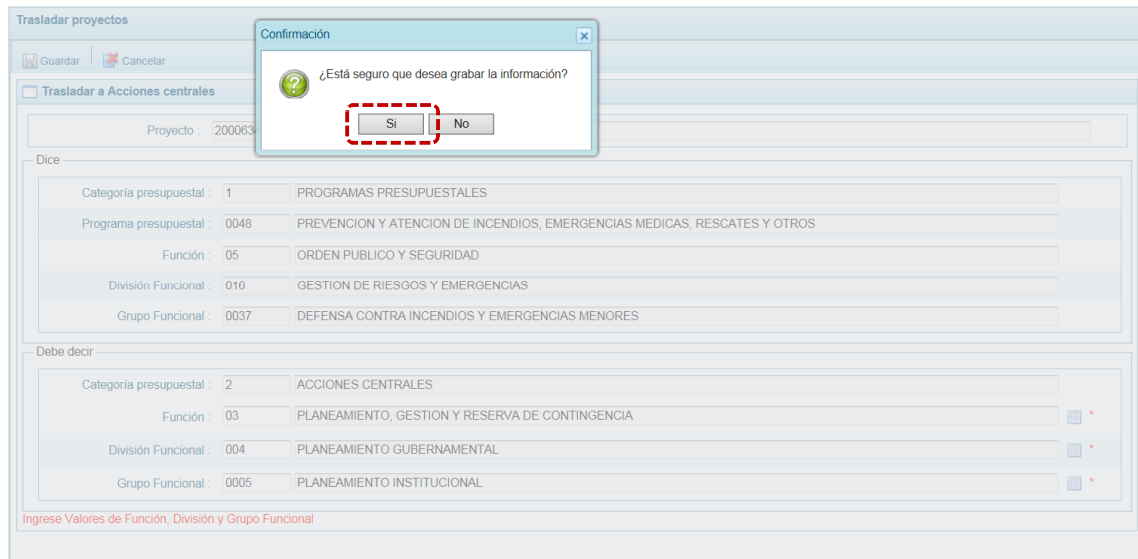 Trasladar proyectos
Confirmación
Guardar Cancelar
¿Está seguro que desea grabar la información?
Si No
Trasladar a Acciones centrales
Proyecto :
Dice
Categoría presupuestal : 1 PROGRAMAS PRESUPUESTALES
Programa presupuestal : 0048 PREVENCION Y ATENCION DE INCENDIOS, EMERGENCIAS MEDICAS, RESCATES Y OTROS
Función : 05 ORDEN PUBLICO Y SEGURIDAD
División Funcional : 016 GESTION DE RIESGOS Y EMERGENCIAS
Grupo Funcional : 0037 DEFENSA CONTRA INCENDIOS Y EMERGENCIAS MENORES
Debe decir
Categoría presupuestal : 2 ACCIONES CENTRALES
Función : 03 PLANEAMIENTO, GESTION Y RESERVA DE CONTINGENCIA *
División Funcional : 004 PLANEAMIENTO GUBERNAMENTAL *
Grupo Funcional : 0005 PLANEAMIENTO INSTITUCIONAL *
Ingrese Valores de Función, División y Grupo Funcional